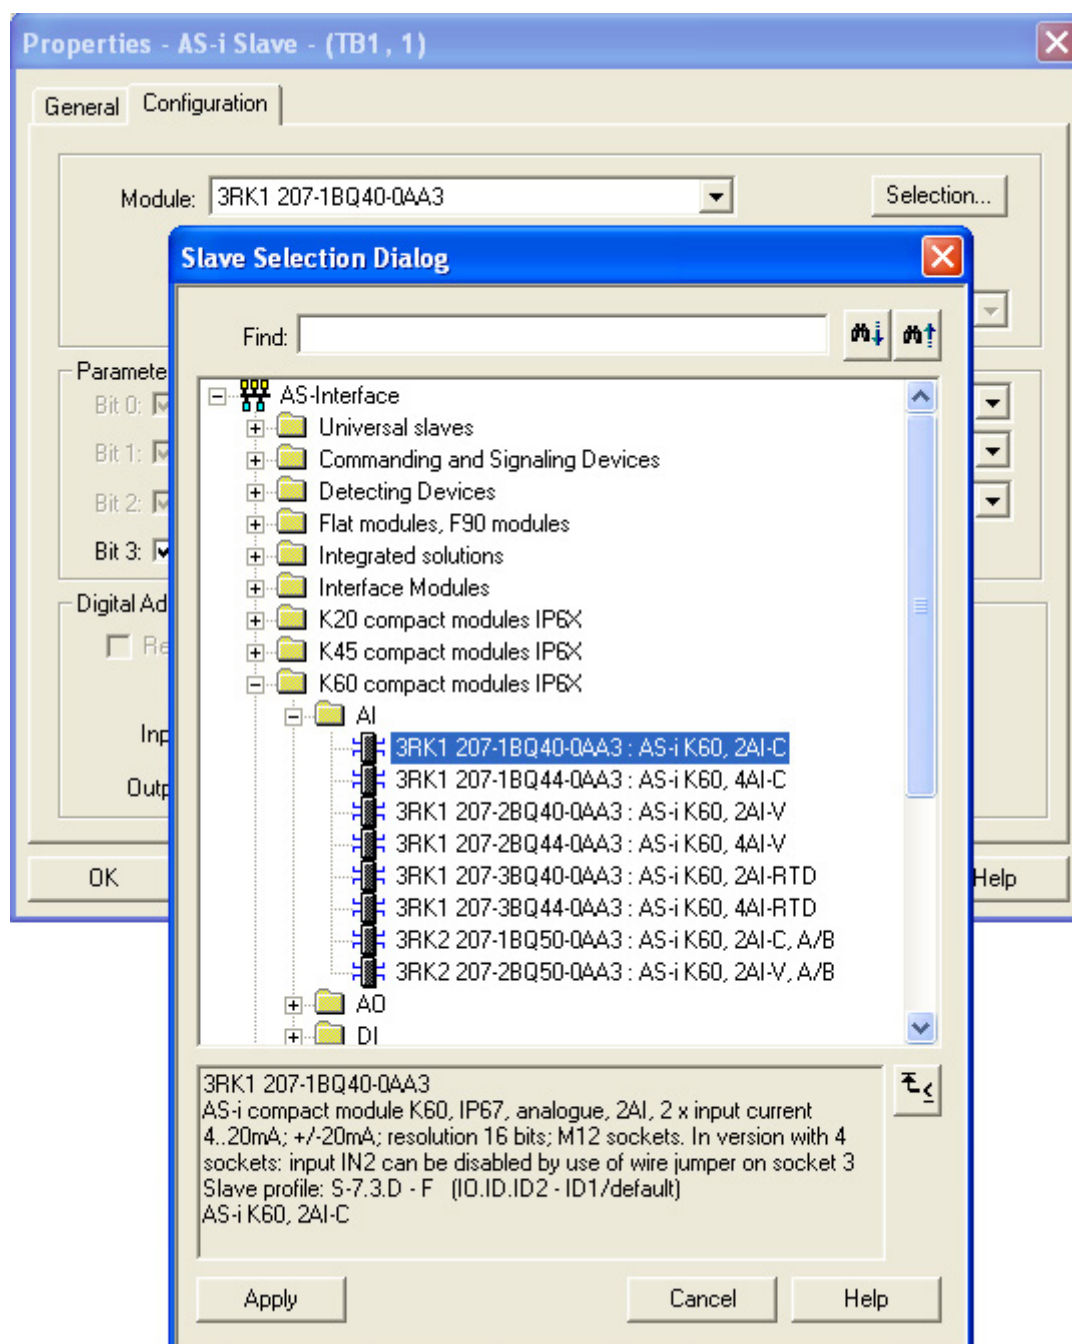 Properties - AS-i Slave - (TB1, 1)
General Configuration
Module: 3RK1 207-1BQ40-0AA3 Selection...
Slave Selection Dialog
Find:
Paramete
Bit 0:
Bit 1:
Bit 2:
Bit 3:
Digital Ad
Re
Inp
Outp
OK
Help
AS-Interface
Universal slaves
Commanding and Signaling Devices
Detecting Devices
Flat modules, F90 modules
Integrated solutions
Interface Modules
K20 compact modules IP6X
K45 compact modules IP6X
K60 compact modules IP6X
AI
3RK1 207-1BQ40-0AA3 : AS-i K60, 2AI-C
3RK1 207-1BQ44-0AA3 : AS-i K60, 4AI-C
3RK1 207-2BQ40-0AA3 : AS-i K60, 2AI-V
3RK1 207-2BQ44-0AA3 : AS-i K60, 4AI-V
3RK1 207-3BQ40-0AA3 : AS-i K60, 2AI-RTD
3RK1 207-3BQ44-0AA3 : AS-i K60, 4AI-RTD
3RK2 207-1BQ50-0AA3 : AS-i K60, 2AI-C, A/B
3RK2 207-2BQ50-0AA3 : AS-i K60, 2AI-V, A/B
AO
DI
3RK1 207-1BQ40-0AA3
AS-i compact module K60, IP67, analogue, 2AI, 2 x input current
4..20mA; +/-20mA; resolution 16 bits; M12 sockets. In version with 4
sockets: input IN2 can be disabled by use of wire jumper on socket 3
Slave profile: S-7.3.D - F (IO.ID.ID2 - ID1/default)
AS-i K60, 2AI-C
Apply Cancel Help